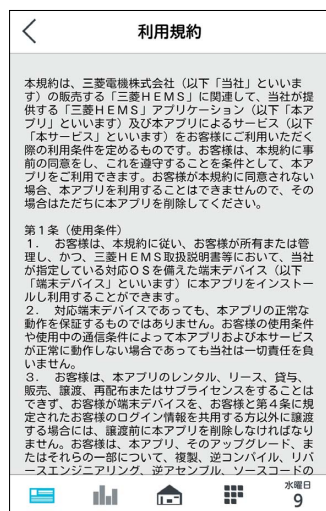 利用規約
本規約は、三菱電機株式会社（以下「当社」といいま
す）の販売する「三菱ＨＥＭＳ」に関連して、当社が提
供する「三菱ＨＥＭＳ」アプリケーション（以下「本ア
プリ」といいます）及び本アプリによるサービス（以下
「本サービス」といいます）をお客様にご利用いただく
際の利用条件を定めるものです。お客様は、本規約に事
前の同意をし、これを遵守することを条件として、本ア
プリをご利用できます。お客様が本規約に同意されない
場合、本アプリを利用することはできませんので、その
場合はただちに本アプリを削除してください。
第１条（使用条件）
１．　お客様は、本規約に従い、お客様が所有または管
理し、かつ、三菱ＨＥＭＳ取扱説明書等において、当社
が指定している対応ＯＳを備えた端末デバイス（以下
「端末デバイス」といいます）に本アプリをインストー
ルし利用することができます。
２．　対応端末デバイスであっても、本アプリの正常な
動作を保証するものではありません。お客様の使用条件
や使用中の通信条件によって本アプリおよび本サービス
が正常に動作しない場合であっても当社は一切責任を負
いません。
３．　お客様は、本アプリのレンタル、リース、貸与、
販売、譲渡、再配布またはサブライセンスをすることは
できず、お客様が端末デバイスを、お客様と第４条に規
定されたお客様のログイン情報を共用する方以外に譲渡
する場合には、譲渡前に本アプリを削除しなければなり
ません。お客様は、本アプリ、そのアップグレード、ま
たはそれらの一部について、複製、逆コンパイル、リバ
ースエンジニアリング、逆アセンブル、ソースコードの
水曜日
9